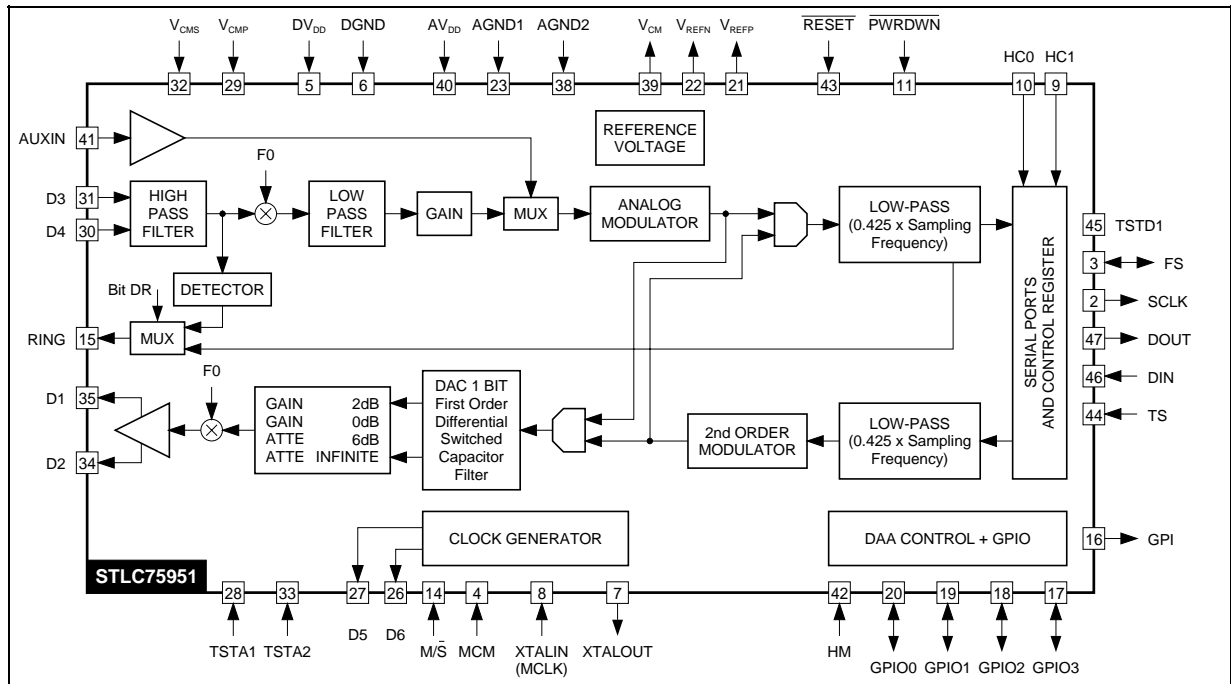 VCMS VCMP DVDD DGND AVDD AGND1 AGND2 VCM VREFN VREFP RESET PWRDWN
HC0 HC1
32 29 5 6 40 23 38 39 22 21 43 11 10 9
AUXIN 41
REFERENCE
VOLTAGE
F0
D3 31
D4 30
HIGH
PASS
FILTER
LOW
PASS
FILTER
GAIN
MUX
ANALOG
MODULATOR
LOW-PASS
(0.425 x Sampling
Frequency)
SERIAL PORTS
AND CONTROL REGISTER
45 TSTD1
3 FS
2 SCLK
47 DOUT
46 DIN
44 TS
DETECTOR
Bit DR
RING 15
MUX
D1 35
D2 34
F0
GAIN 2dB
GAIN 0dB
ATTE 6dB
ATTE INFINITE
DAC 1 BIT
First Order
Differential
Switched
Capacitor
Filter
2nd ORDER
MODULATOR
LOW-PASS
(0.425 x Sampling
Frequency)
CLOCK GENERATOR
DAA CONTROL + GPIO
16 GPI
STLC75951
28 33 27 26 14 4 8 7 42 20 19 18 17
TSTA1 TSTA2 D5 D6 M/S̄ MCM XTALIN XTALOUT HM GPIO0 GPIO1 GPIO2 GPIO3
(MCLK)